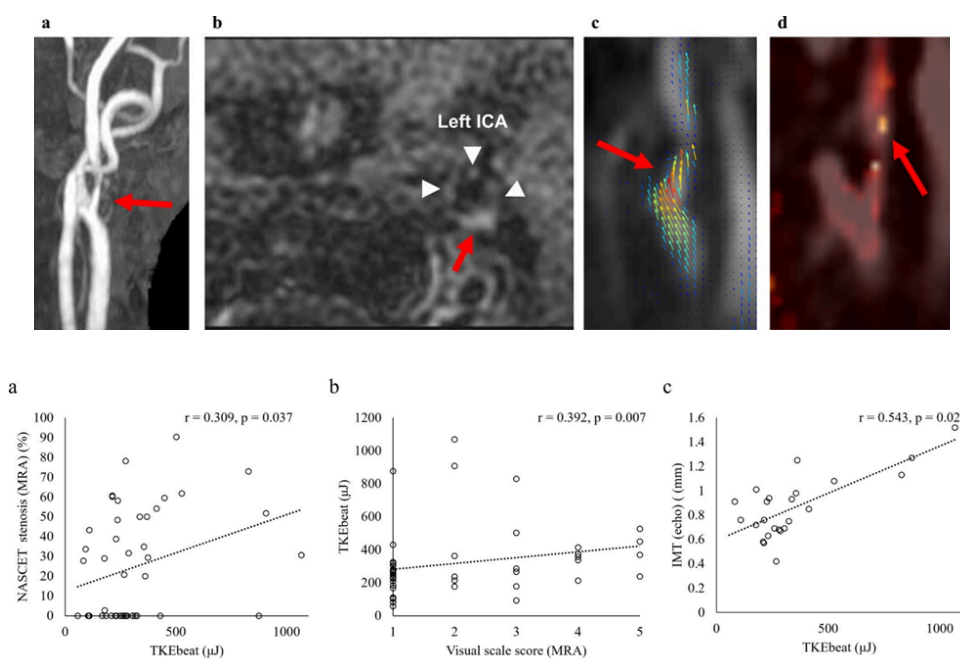 a
b
c
d
Left ICA
a
b
c
r = 0.309, p = 0.037
r = 0.392, p = 0.007
r = 0.543, p = 0.02
NASCET stenosis (MRA) (%)
100
90
80
70
60
50
40
30
20
10
0
0
500
1000
TKEbeat (μJ)
TKEbeat (μJ)
1200
1000
800
600
400
200
0
1
2
3
4
5
Visual scale score (MRA)
IMT (echo) ( (mm)
1.6
1.4
1.2
1
0.8
0.6
0.4
0.2
0
0
500
1000
TKEbeat (μJ)